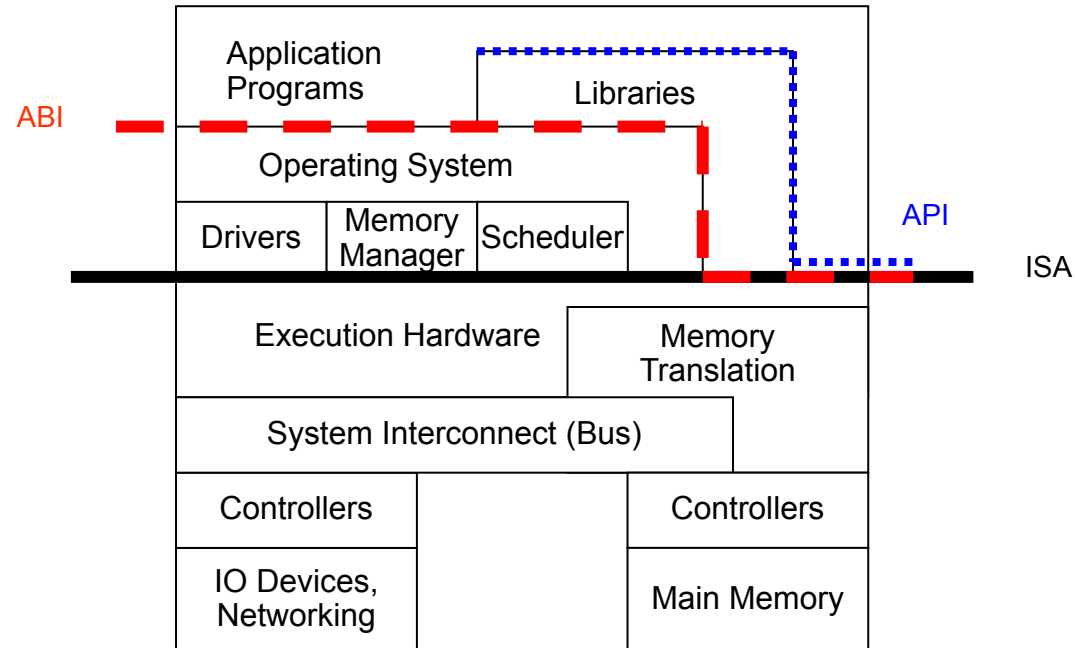 Application
Programs
Libraries
ABI
Operating System
Drivers
Memory
Manager
Scheduler
API
ISA
Execution Hardware
Memory
Translation
System Interconnect (Bus)
Controllers
Controllers
IO Devices,
Networking
Main Memory